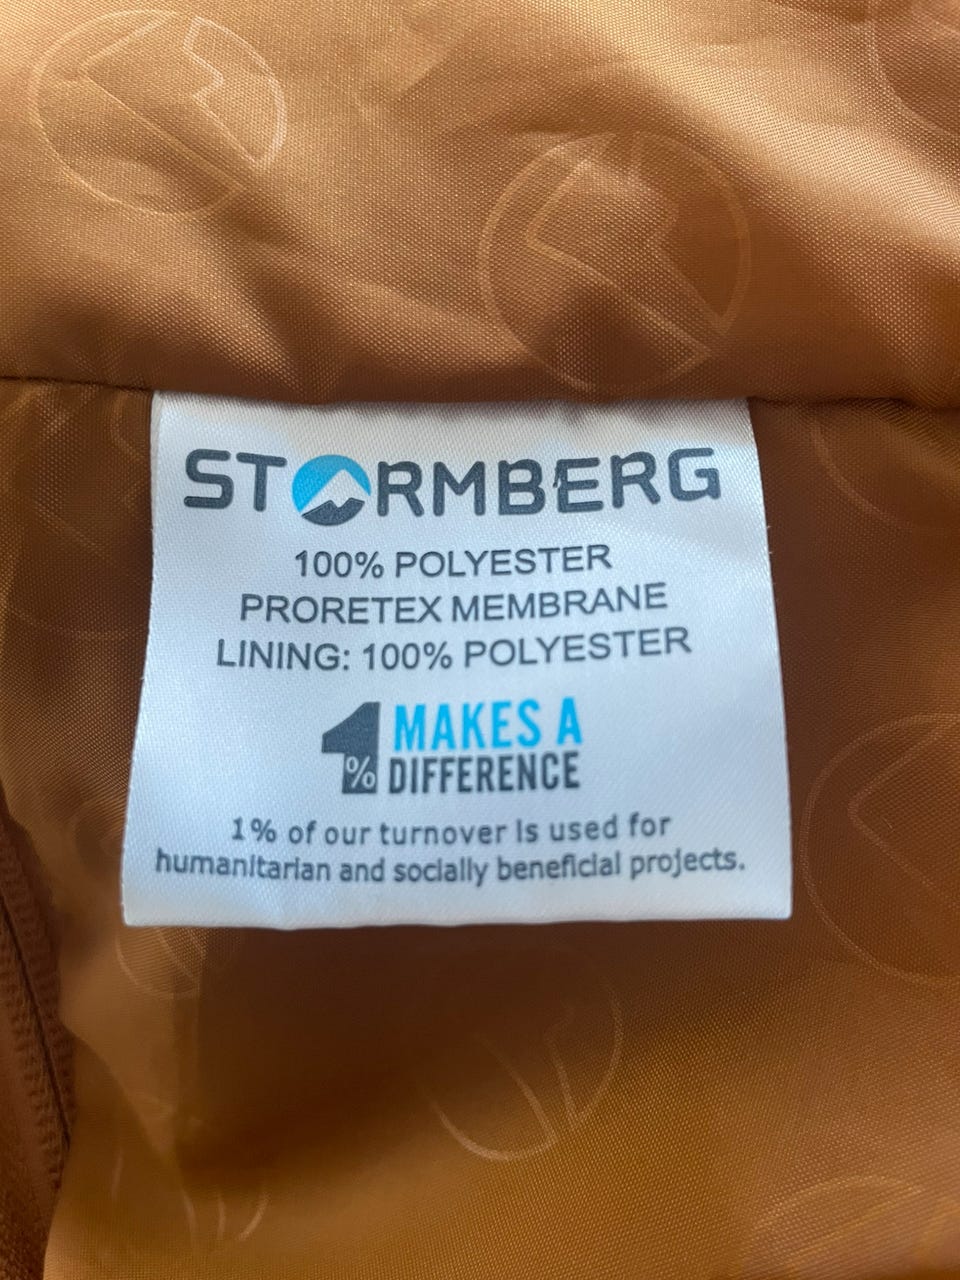 STORMBERG
100% POLYESTER
PRORETEX MEMBRANE
LINING: 100% POLYESTER
1% MAKES A
DIFFERENCE
1% of our turnover is used for
humanitarian and socially beneficial projects.